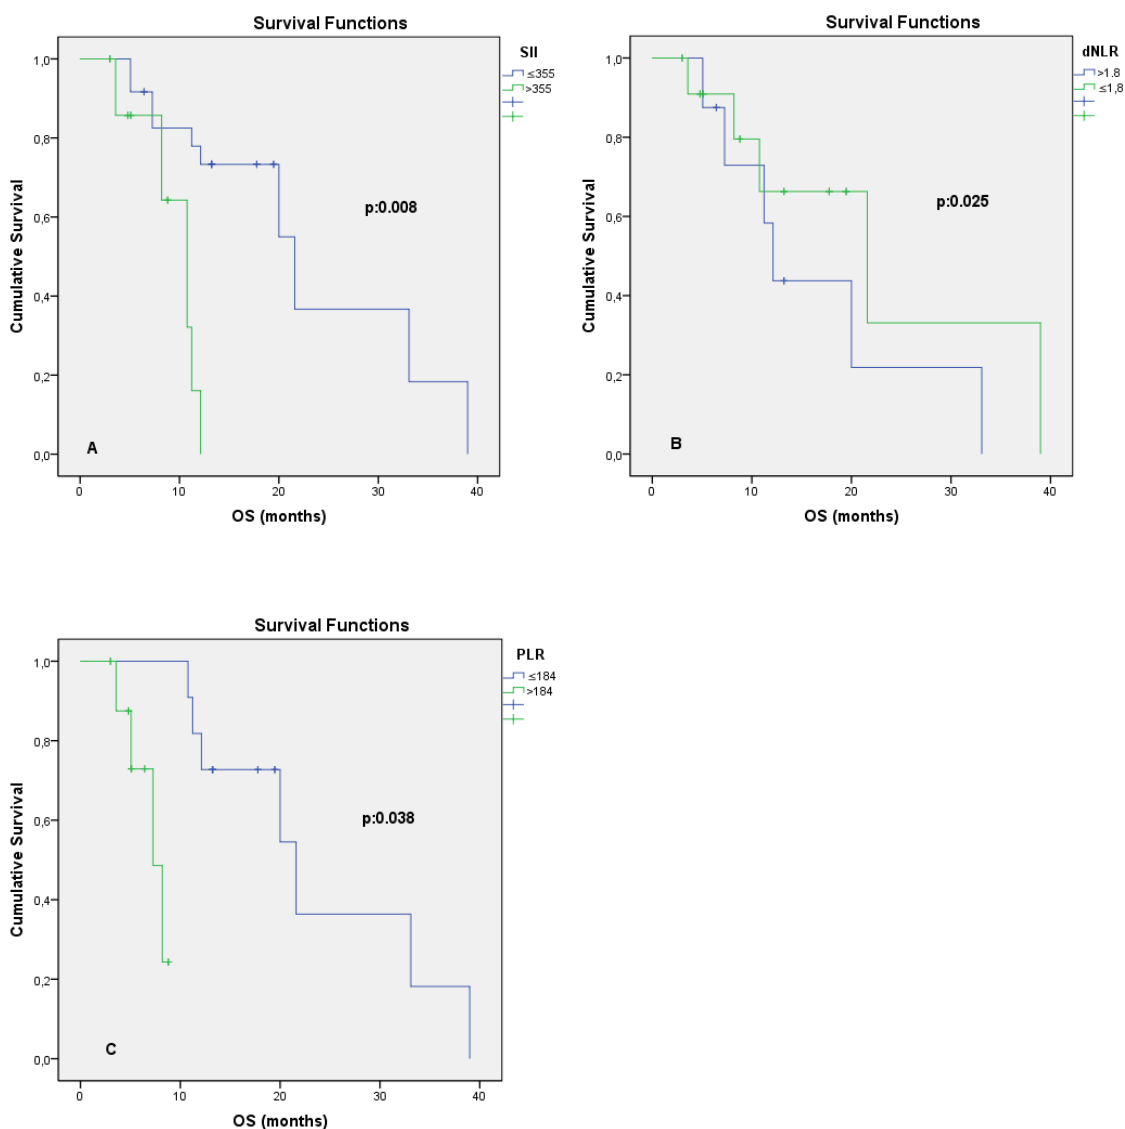 Survival Functions
SII
≤355
>355
1,0
0,8
0,6
0,4
0,2
0,0
Cumulative Survival
p:0.008
A
0 10 20 30 40
OS (months)
Survival Functions
dNLR
>1.8
≤1,8
1,0
0,8
0,6
0,4
0,2
0,0
Cumulative Survival
p:0.025
B
0 10 20 30 40
OS (months)
Survival Functions
PLR
≤184
>184
1,0
0,8
0,6
0,4
0,2
0,0
Cumulative Survival
p:0.038
C
0 10 20 30 40
OS (months)